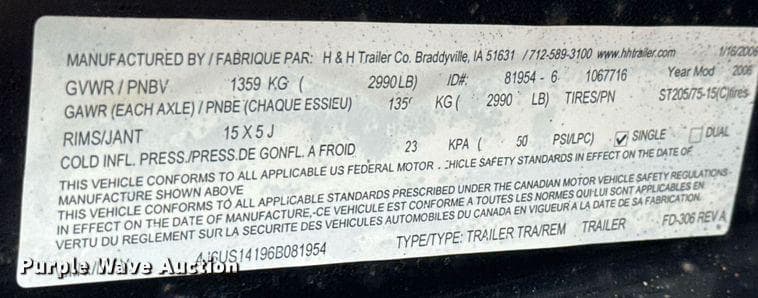 MANUFACTURED BY / FABRIQUE PAR: H & H Trailer Co. Braddyville, IA 51631 / 712-589-3100 www.hhtrailer.com 1/16/2006
GVWR / PNBV 1359 KG ( 2990 LB) ID#: 81954 - 6 1067716 Year Mod 2006
GAWR (EACH AXLE) / PNBE (CHAQUE ESSIEU) 135 KG ( 2990 LB) TIRES/PN ST205/75-15(C)tires
RIMS/JANT 15 X 5 J
COLD INFL. PRESS./PRESS.DE GONFL. A FROID 23 KPA ( 50 PSI/LPC) SINGLE DUAL
THIS VEHICLE CONFORMS TO ALL APPLICABLE US FEDERAL MOTOR HICLE SAFETY STANDARDS IN EFFECT ON THE DATE OF
MANUFACTURE SHOWN ABOVE
THIS VEHICLE CONFORMS TO ALL APPLICABLE STANDARDS PRESCRIBED UNDER THE CANADIAN MOTOR VEHICLE SAFETY REGULATIONS
IN EFFECT ON THE DATE OF MANUFACTURE,-CE VEHICULE EST CONFORME A TOUTES LES NORMES QUI LUI SONT APPLICABLES EN
VERTU DU REGLEMENT SUR LA SECURITE DES VEHICULES AUTOMOBILES DU CANADA EN VIGUEUR A LA DATE DE SA FABRICATION.
4J6US14196B081954 TYPE/TYPE: TRAILER TRA/REM TRAILER FD-306 REV A
Purple Wave Auction